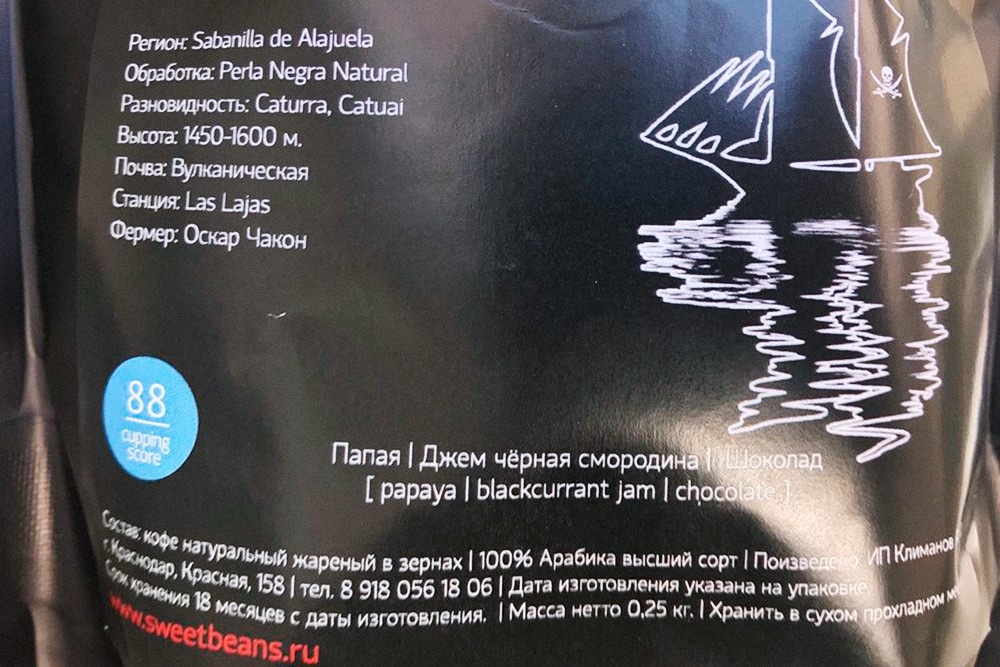 Регион: Sabanilla de Alajuela
Обработка: Perla Negra Natural
Разновидность: Caturra, Catuai
Высота: 1450-1600 м.
Почва: Вулканическая
Станция: Las Lajas
Фермер: Оскар Чакон
88
cupping
score
Папая | Джем чёрная смородина | Шоколад
[ papaya | blackcurrant jam | chocolate ]
Состав: кофе натуральный жареный в зернах | 100% Арабика высший сорт | Поизведено ИП Климанов
г. Краснодар, Красная, 158 | тел. 8 918 056 18 06 | Дата изготовления указана на упаковке.
Срок хранения 18 месяцев с даты изготовления. | Масса нетто 0,25 кг. | Хранить в сухом прохладном
www.sweetbeans.ru